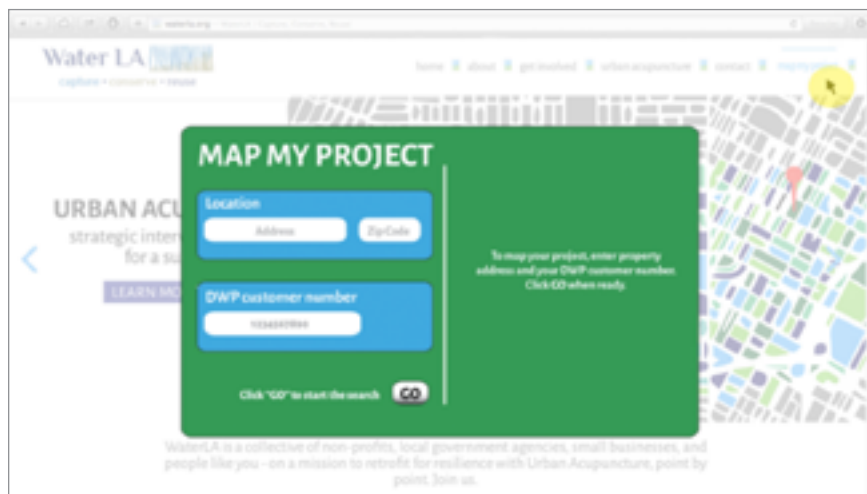 waterla.org
Water LA
capture • conserve • reuse
home about get involved urban acupuncture contact
MAP MY PROJECT
Location
Address Zip Code
DWP customer number
Click "GO" to start the search GO
To map your project, enter property
address and your DWP customer number.
Click GO when ready.
URBAN ACU
strategic inter
for a su
LEARN MO
WaterLA is a collective of non-profits, local government agencies, small businesses, and
people like you - on a mission to retrofit for resilience with Urban Acupuncture, point by
point. Join us.